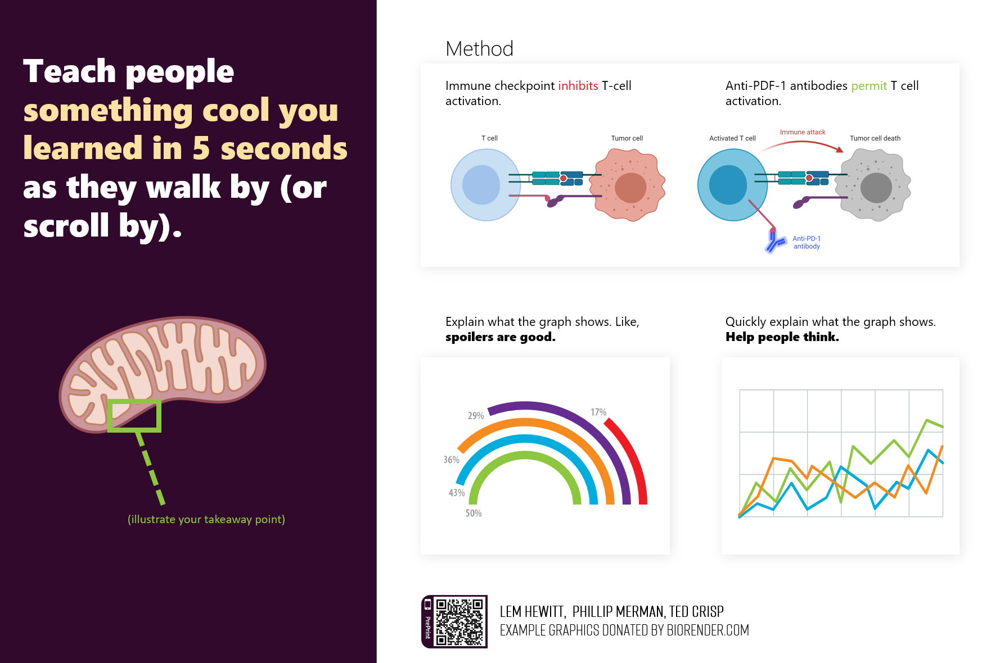 Teach people
something cool you
learned in 5 seconds
as they walk by (or
scroll by).
(illustrate your takeaway point)
Method
Immune checkpoint inhibits T-cell
activation.
T cell
Tumor cell
Anti-PDF-1 antibodies permit T cell
activation.
Activated T cell
Immune attack
Tumor cell death
Anti-PD-1
antibody
Explain what the graph shows. Like,
spoilers are good.
29%
17%
36%
43%
50%
Quickly explain what the graph shows.
Help people think.
PrePrint
LEM HEWITT, PHILLIP MERMAN, TED CRISP
EXAMPLE GRAPHICS DONATED BY BIORENDER.COM